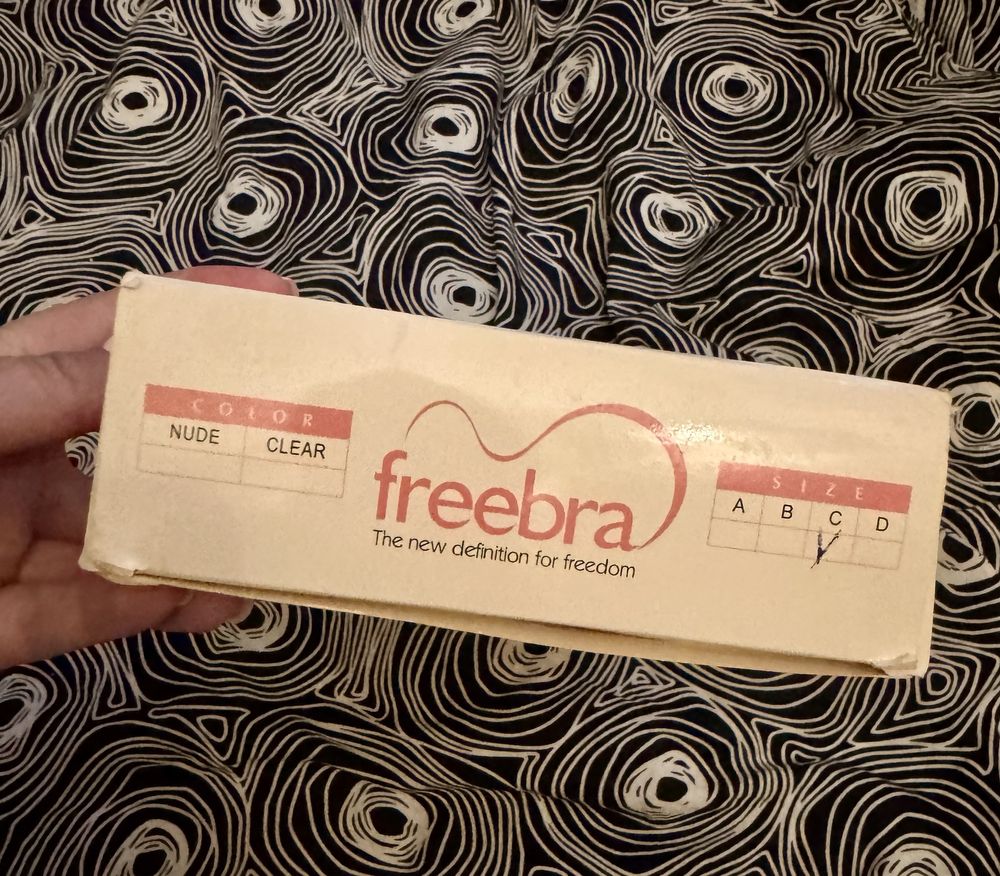 COLOR
NUDE CLEAR
freebra
The new definition for freedom
SIZE
A B C D